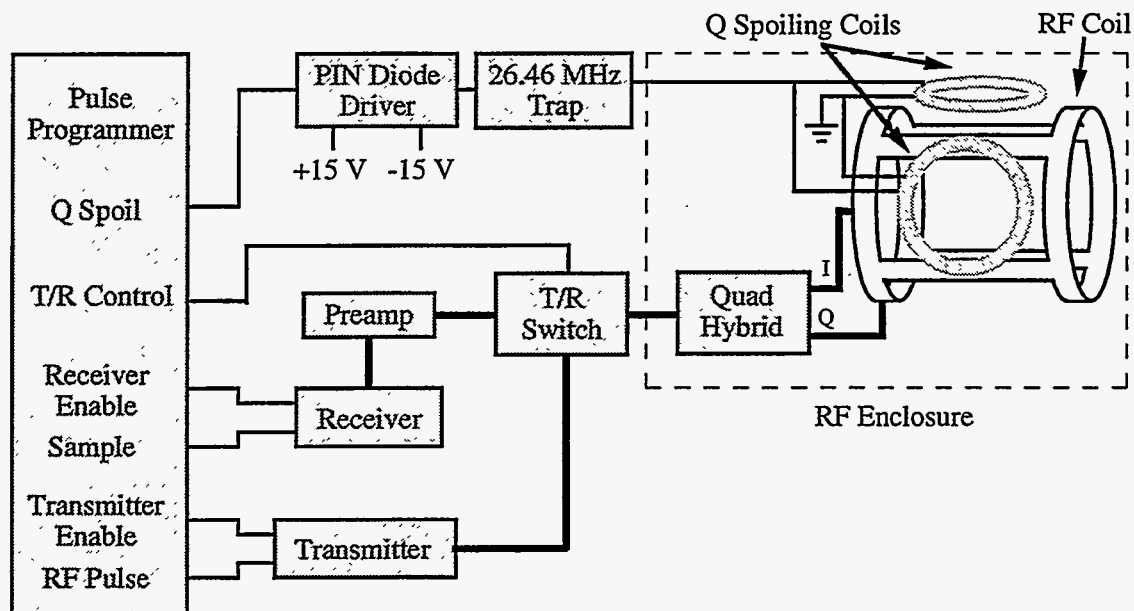 Q Spoiling Coils
RF Coil
Pulse
Programmer
PIN Diode
Driver
26.46 MHz
Trap
+15 V
-15 V
Q Spoil
T/R Control
Preamp
T/R
Switch
Quad
Hybrid
I
Q
Receiver
Enable
Receiver
RF Enclosure
Sample
Transmitter
Enable
Transmitter
RF Pulse